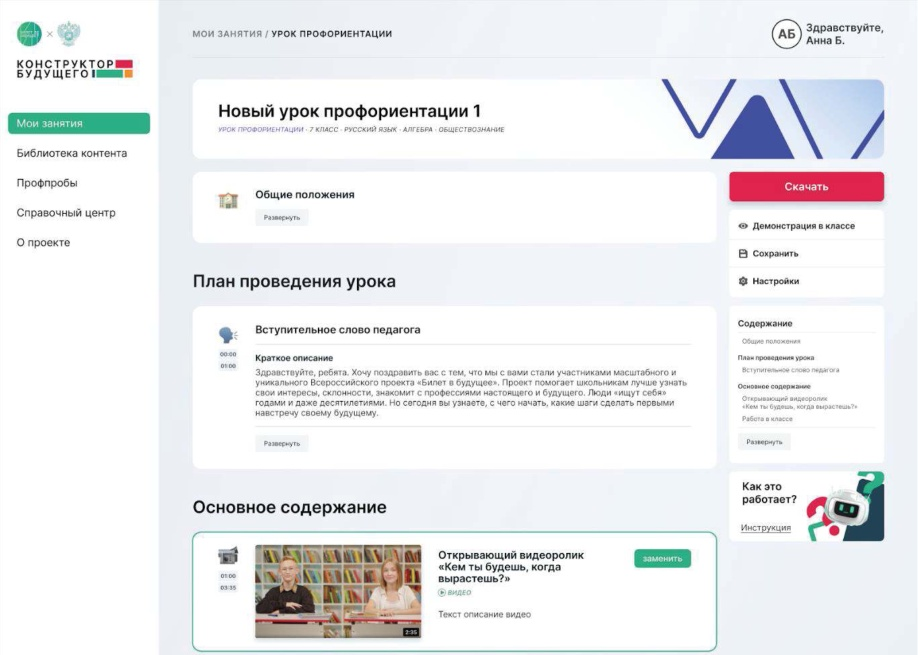 КОНСТРУКТОР
БУДУЩЕГО
Мои занятия
Библиотека контента
Профпробы
Справочный центр
О проекте
МОИ ЗАНЯТИЯ / УРОК ПРОФОРИЕНТАЦИИ
АБ
Здравствуйте,
Анна Б.
Новый урок профориентации 1
УРОК ПРОФОРИЕНТАЦИИ · 7 КЛАСС · РУССКИЙ ЯЗЫК · АЛГЕБРА · ОБЩЕСТВОЗНАНИЕ
Общие положения
Развернуть
План проведения урока
Вступительное слово педагога
00:00
01:00
Краткое описание
Здравствуйте, ребята. Хочу поздравить вас с тем, что мы с вами стали участниками масштабного и
уникального Всероссийского проекта «Билет в будущее». Проект помогает школьникам лучше узнать
свои интересы, склонности, знакомит с профессиями настоящего и будущего. Люди «ищут себя»
годами и даже десятилетиями. Но сегодня вы узнаете, с чего начать, какие шаги сделать первыми
навстречу своему будущему.
Развернуть
Основное содержание
01:00
03:35
2:35
Открывающий видеоролик
«Кем ты будешь, когда
вырастешь?»
ВИДЕО
Текст описание видео
заменить
Скачать
Демонстрация в классе
Сохранить
Настройки
Содержание
Общие положения
План проведения урока
Вступительное слово педагога
Основное содержание
Открывающий видеоролик
«Кем ты будешь, когда вырастешь?»
Работа в классе
Развернуть
Как это
работает?
Инструкция